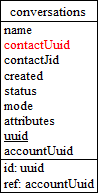 conversations
name
contactUuid
contactJid
created
status
mode
attributes
uuid
accountUuid
id: uuid
ref: accountUuid